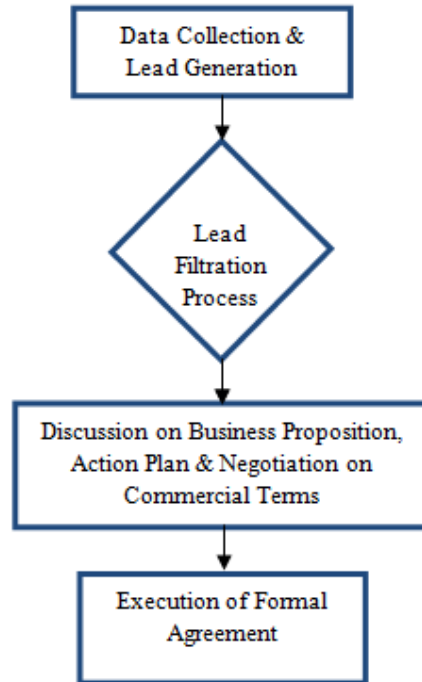 Data Collection &
Lead Generation
Lead
Filtration
Process
Discussion on Business Proposition,
Action Plan & Negotiation on
Commercial Terms
Execution of Formal
Agreement